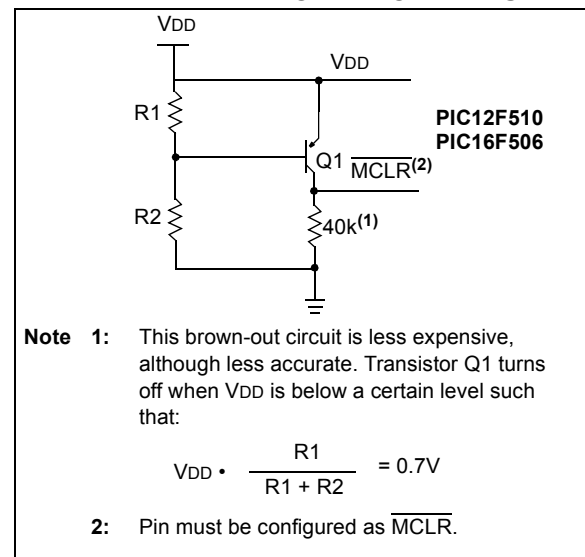 VDD
VDD
R1
PIC12F510
PIC16F506
Q1
MCLR(2)
R2
40k(1)
Note 1: This brown-out circuit is less expensive,
although less accurate. Transistor Q1 turns
off when VDD is below a certain level such
that:
VDD • R1 / R1 + R2 = 0.7V
2: Pin must be configured as MCLR.